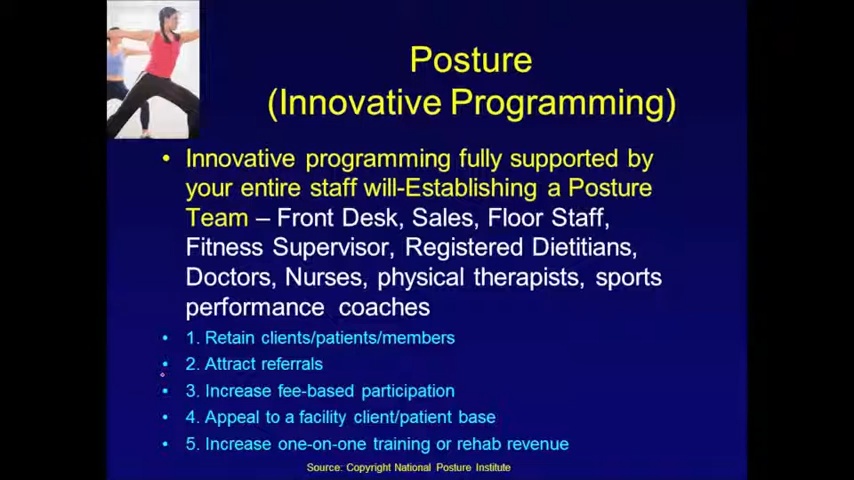 Posture
(Innovative Programming)
• Innovative programming fully supported by
your entire staff will-Establishing a Posture
Team – Front Desk, Sales, Floor Staff,
Fitness Supervisor, Registered Dietitians,
Doctors, Nurses, physical therapists, sports
performance coaches
• 1. Retain clients/patients/members
• 2. Attract referrals
• 3. Increase fee-based participation
• 4. Appeal to a facility client/patient base
• 5. Increase one-on-one training or rehab revenue
Source: Copyright National Posture Institute